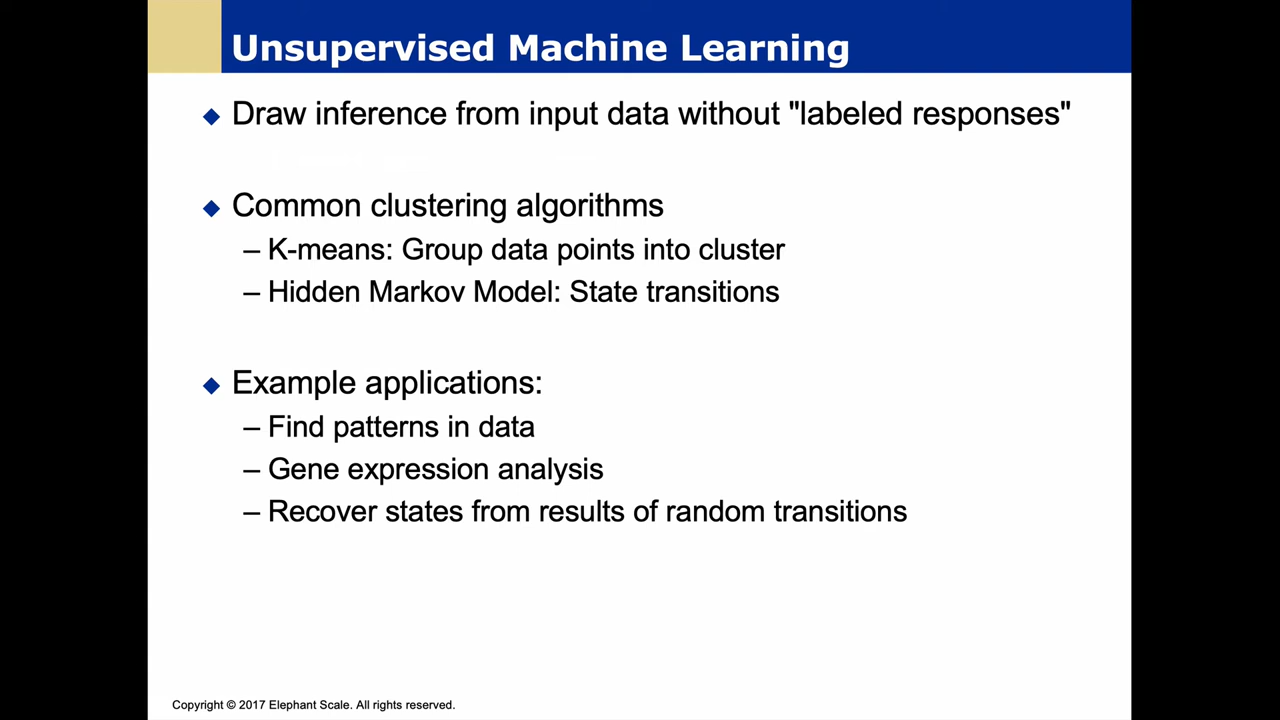 Unsupervised Machine Learning
◆ Draw inference from input data without "labeled responses"
◆ Common clustering algorithms
– K-means: Group data points into cluster
– Hidden Markov Model: State transitions
◆ Example applications:
– Find patterns in data
– Gene expression analysis
– Recover states from results of random transitions
Copyright © 2017 Elephant Scale. All rights reserved.